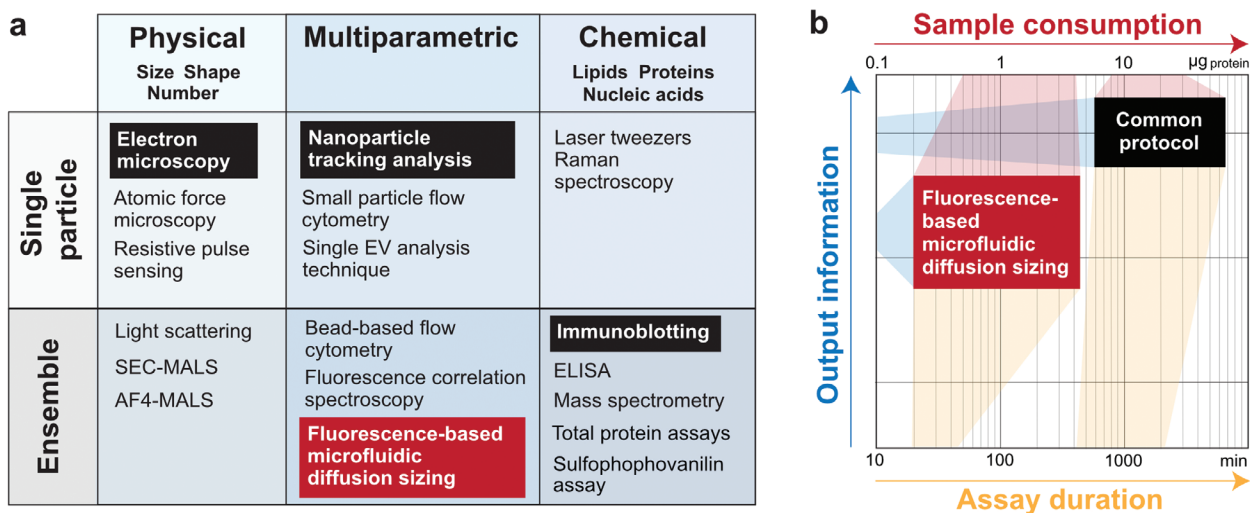 a
Physical
Size Shape
Number
Multiparametric
Chemical
Lipids Proteins
Nucleic acids
Single
particle
Electron
microscopy
Atomic force
microscopy
Resistive pulse
sensing
Nanoparticle
tracking analysis
Small particle flow
cytometry
Single EV analysis
technique
Laser tweezers
Raman
spectroscopy
Ensemble
Light scattering
SEC-MALS
AF4-MALS
Bead-based flow
cytometry
Fluorescence correlation
spectroscopy
Fluorescence-based
microfluidic
diffusion sizing
Immunoblotting
ELISA
Mass spectrometry
Total protein assays
Sulfophophovanilin
assay
b
Sample consumption
0.1 1 10 µg protein
Output information
Common
protocol
Fluorescence-
based
microfluidic
diffusion sizing
10 100 1000 min
Assay duration